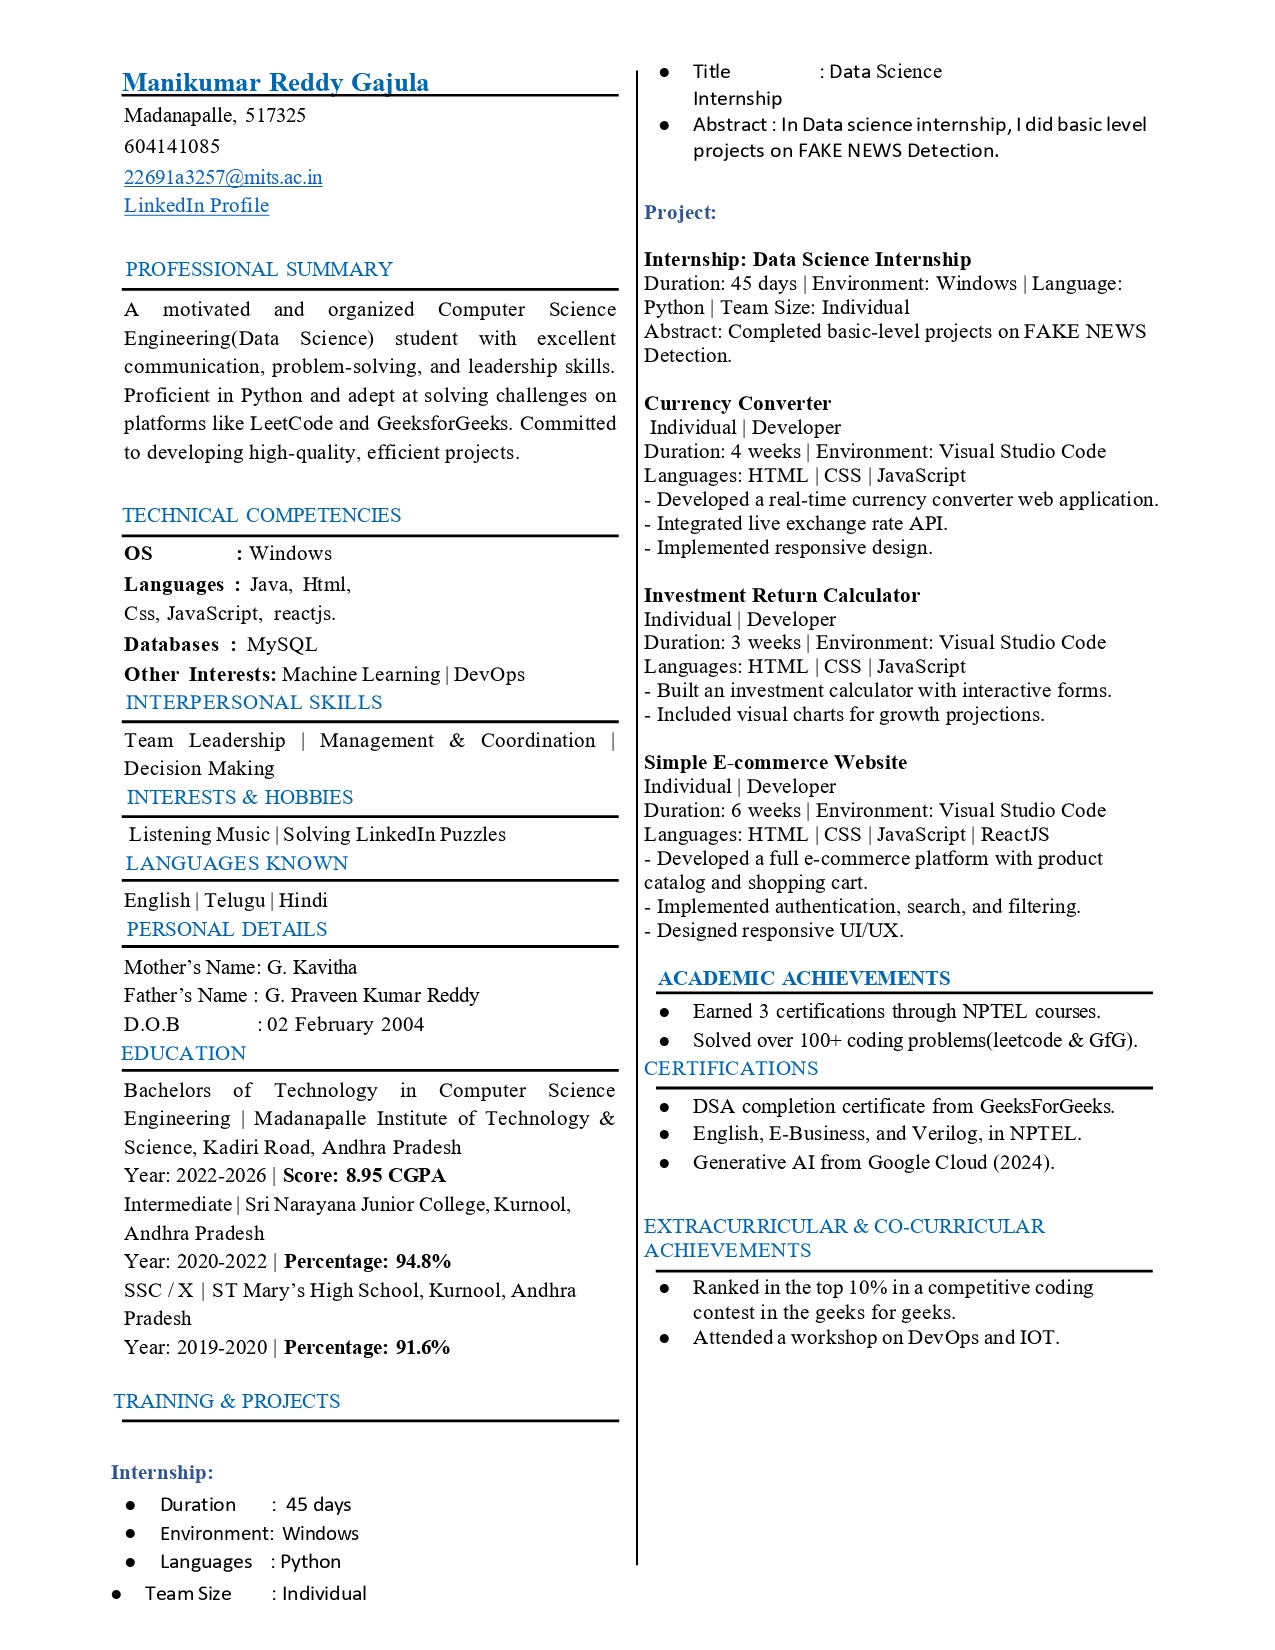 Manikumar Reddy Gajula
Madanapalle, 517325
604141085
22691a3257@mits.ac.in
LinkedIn Profile
PROFESSIONAL SUMMARY
A motivated and organized Computer Science
Engineering(Data Science) student with excellent
communication, problem-solving, and leadership skills.
Proficient in Python and adept at solving challenges on
platforms like LeetCode and GeeksforGeeks. Committed
to developing high-quality, efficient projects.
TECHNICAL COMPETENCIES
OS : Windows
Languages : Java, Html,
Css, JavaScript, reactjs.
Databases : MySQL
Other Interests: Machine Learning | DevOps
INTERPERSONAL SKILLS
Team Leadership | Management & Coordination |
Decision Making
INTERESTS & HOBBIES
Listening Music | Solving LinkedIn Puzzles
LANGUAGES KNOWN
English | Telugu | Hindi
PERSONAL DETAILS
Mother’s Name: G. Kavitha
Father’s Name : G. Praveen Kumar Reddy
D.O.B : 02 February 2004
EDUCATION
Bachelors of Technology in Computer Science
Engineering | Madanapalle Institute of Technology &
Science, Kadiri Road, Andhra Pradesh
Year: 2022-2026 | Score: 8.95 CGPA
Intermediate | Sri Narayana Junior College, Kurnool,
Andhra Pradesh
Year: 2020-2022 | Percentage: 94.8%
SSC / X | ST Mary’s High School, Kurnool, Andhra
Pradesh
Year: 2019-2020 | Percentage: 91.6%
TRAINING & PROJECTS
Internship:
● Duration : 45 days
● Environment: Windows
● Languages : Python
● Team Size : Individual
● Title : Data Science
Internship
● Abstract : In Data science internship, I did basic level
projects on FAKE NEWS Detection.
Project:
Internship: Data Science Internship
Duration: 45 days | Environment: Windows | Language:
Python | Team Size: Individual
Abstract: Completed basic-level projects on FAKE NEWS
Detection.
Currency Converter
Individual | Developer
Duration: 4 weeks | Environment: Visual Studio Code
Languages: HTML | CSS | JavaScript
- Developed a real-time currency converter web application.
- Integrated live exchange rate API.
- Implemented responsive design.
Investment Return Calculator
Individual | Developer
Duration: 3 weeks | Environment: Visual Studio Code
Languages: HTML | CSS | JavaScript
- Built an investment calculator with interactive forms.
- Included visual charts for growth projections.
Simple E-commerce Website
Individual | Developer
Duration: 6 weeks | Environment: Visual Studio Code
Languages: HTML | CSS | JavaScript | ReactJS
- Developed a full e-commerce platform with product
catalog and shopping cart.
- Implemented authentication, search, and filtering.
- Designed responsive UI/UX.
ACADEMIC ACHIEVEMENTS
● Earned 3 certifications through NPTEL courses.
● Solved over 100+ coding problems(leetcode & GfG).
CERTIFICATIONS
● DSA completion certificate from GeeksForGeeks.
● English, E-Business, and Verilog, in NPTEL.
● Generative AI from Google Cloud (2024).
EXTRACURRICULAR & CO-CURRICULAR
ACHIEVEMENTS
● Ranked in the top 10% in a competitive coding
contest in the geeks for geeks.
● Attended a workshop on DevOps and IOT.